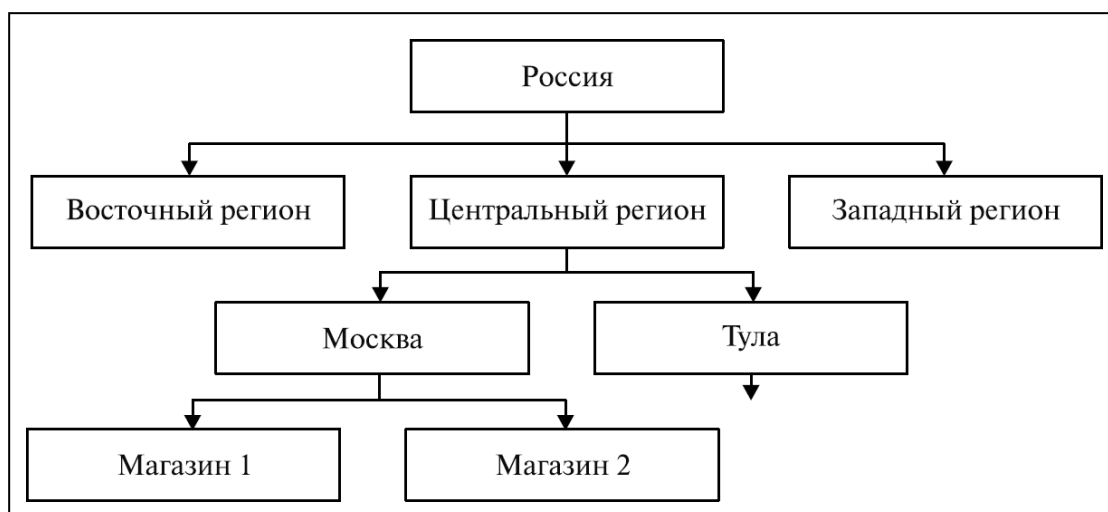 Россия
Восточный регион
Центральный регион
Западный регион
Москва
Тула
Магазин 1
Магазин 2